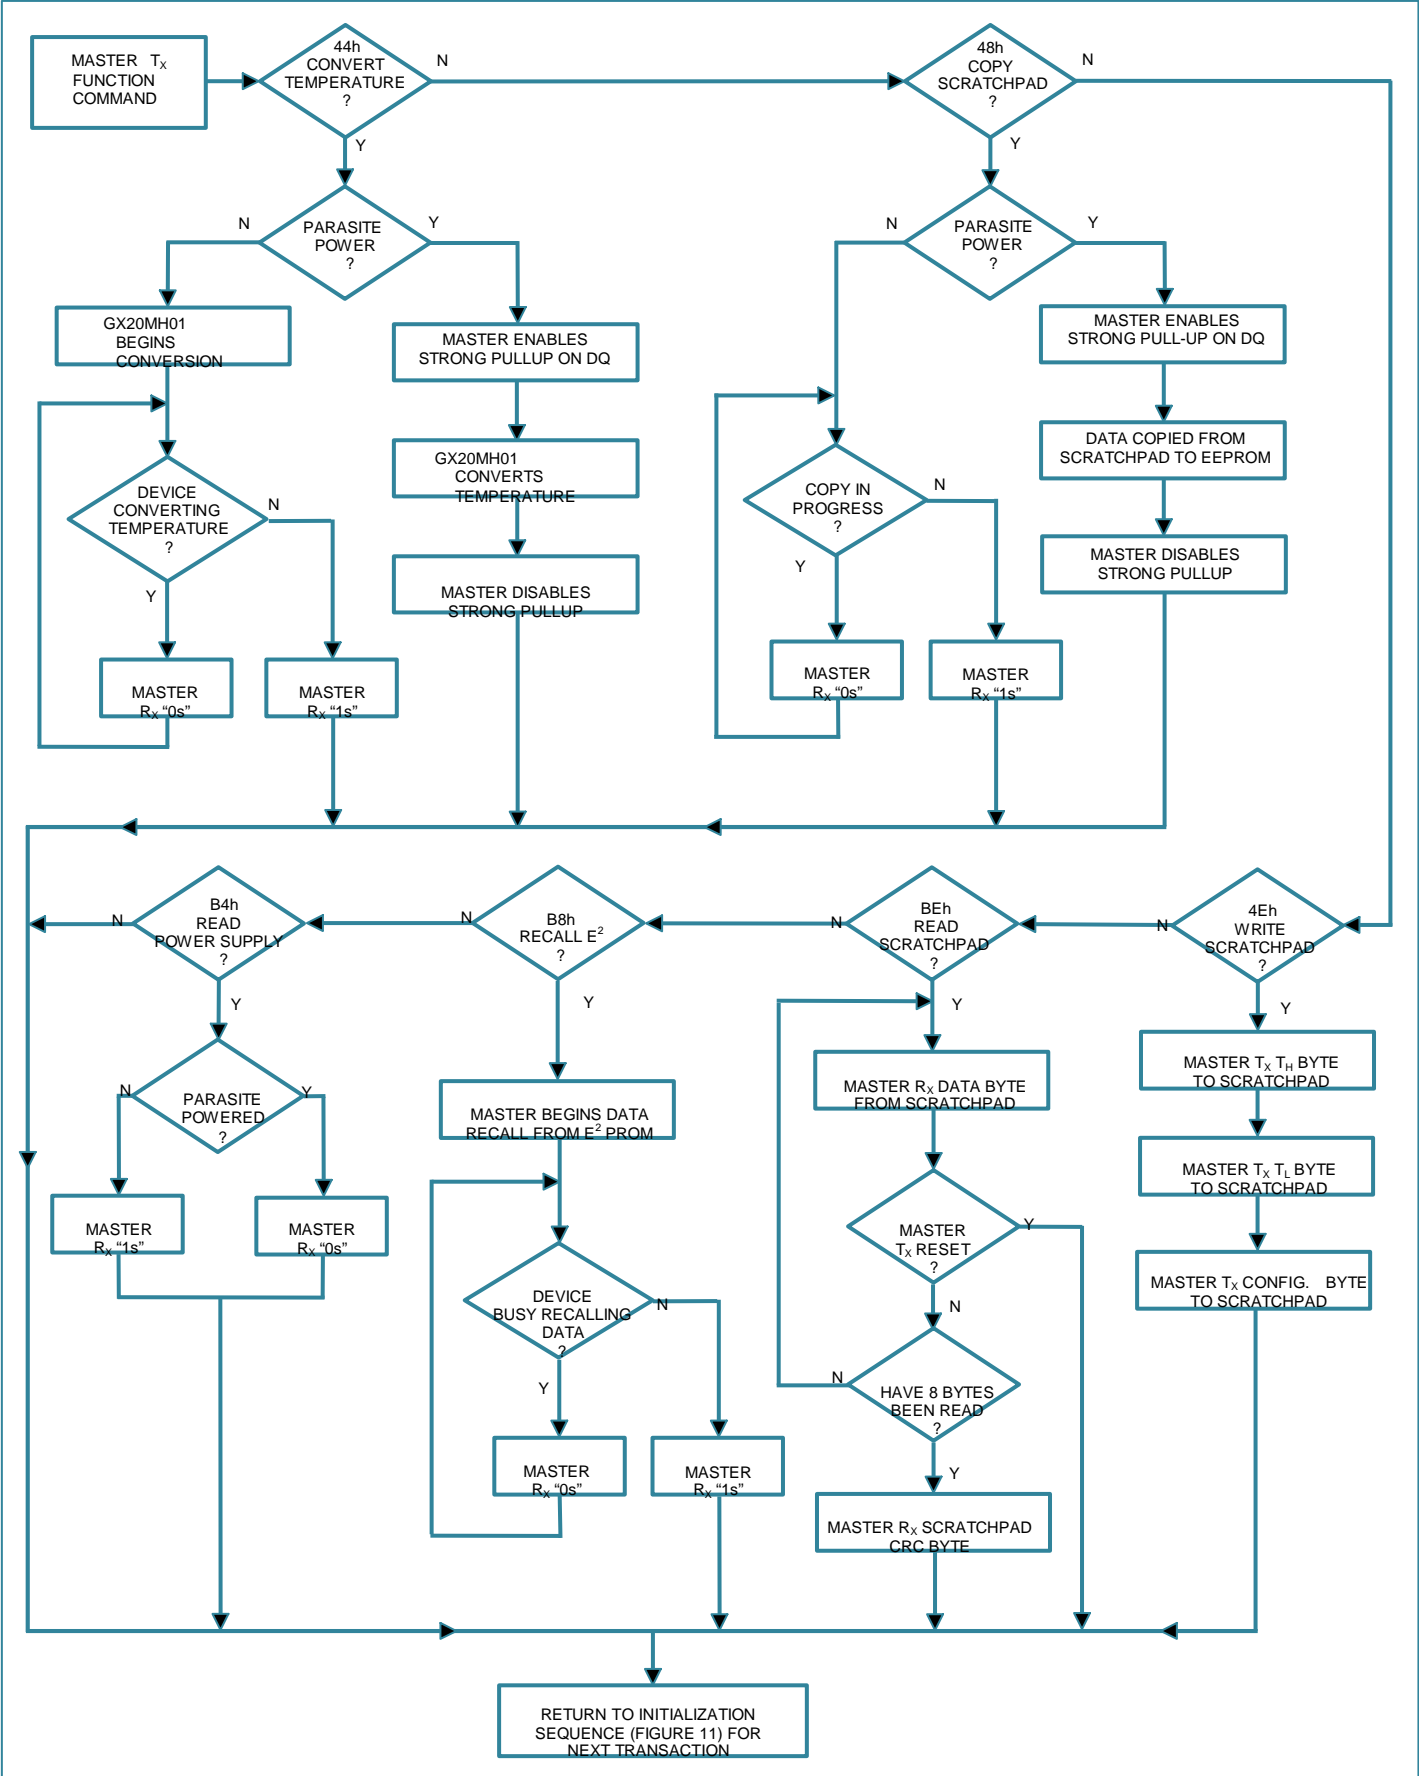 MASTER TX
FUNCTION
COMMAND
44h
CONVERT
TEMPERATURE
?
N
Y
48h
COPY
SCRATCHPAD
?
N
Y
PARASITE
POWER
?
N
Y
PARASITE
POWER
?
N
Y
GX20MH01
BEGINS
CONVERSION
MASTER ENABLES
STRONG PULLUP ON DQ
MASTER ENABLES
STRONG PULL-UP ON DQ
GX20MH01
CONVERTS
TEMPERATURE
DATA COPIED FROM
SCRATCHPAD TO EEPROM
DEVICE
CONVERTING
TEMPERATURE
?
N
Y
COPY IN
PROGRESS
?
N
Y
MASTER DISABLES
STRONG PULLUP
MASTER DISABLES
STRONG PULLUP
MASTER
RX “0s”
MASTER
RX “1s”
MASTER
RX “0s”
MASTER
RX “1s”
B4h
READ
POWER SUPPLY
?
N
Y
B8h
RECALL E²
?
N
Y
BEh
READ
SCRATCHPAD
?
N
Y
4Eh
WRITE
SCRATCHPAD
?
N
Y
PARASITE
POWERED
?
N
Y
MASTER BEGINS DATA
RECALL FROM E² PROM
MASTER RX DATA BYTE
FROM SCRATCHPAD
MASTER TX TH BYTE
TO SCRATCHPAD
MASTER TX TL BYTE
TO SCRATCHPAD
MASTER
RX “1s”
MASTER
RX “0s”
MASTER
TX RESET
?
Y
N
MASTER TX CONFIG. BYTE
TO SCRATCHPAD
DEVICE
BUSY RECALLING
DATA
?
N
Y
HAVE 8 BYTES
BEEN READ
?
N
Y
MASTER
RX “0s”
MASTER
RX “1s”
MASTER RX SCRATCHPAD
CRC BYTE
RETURN TO INITIALIZATION
SEQUENCE (FIGURE 11) FOR
NEXT TRANSACTION